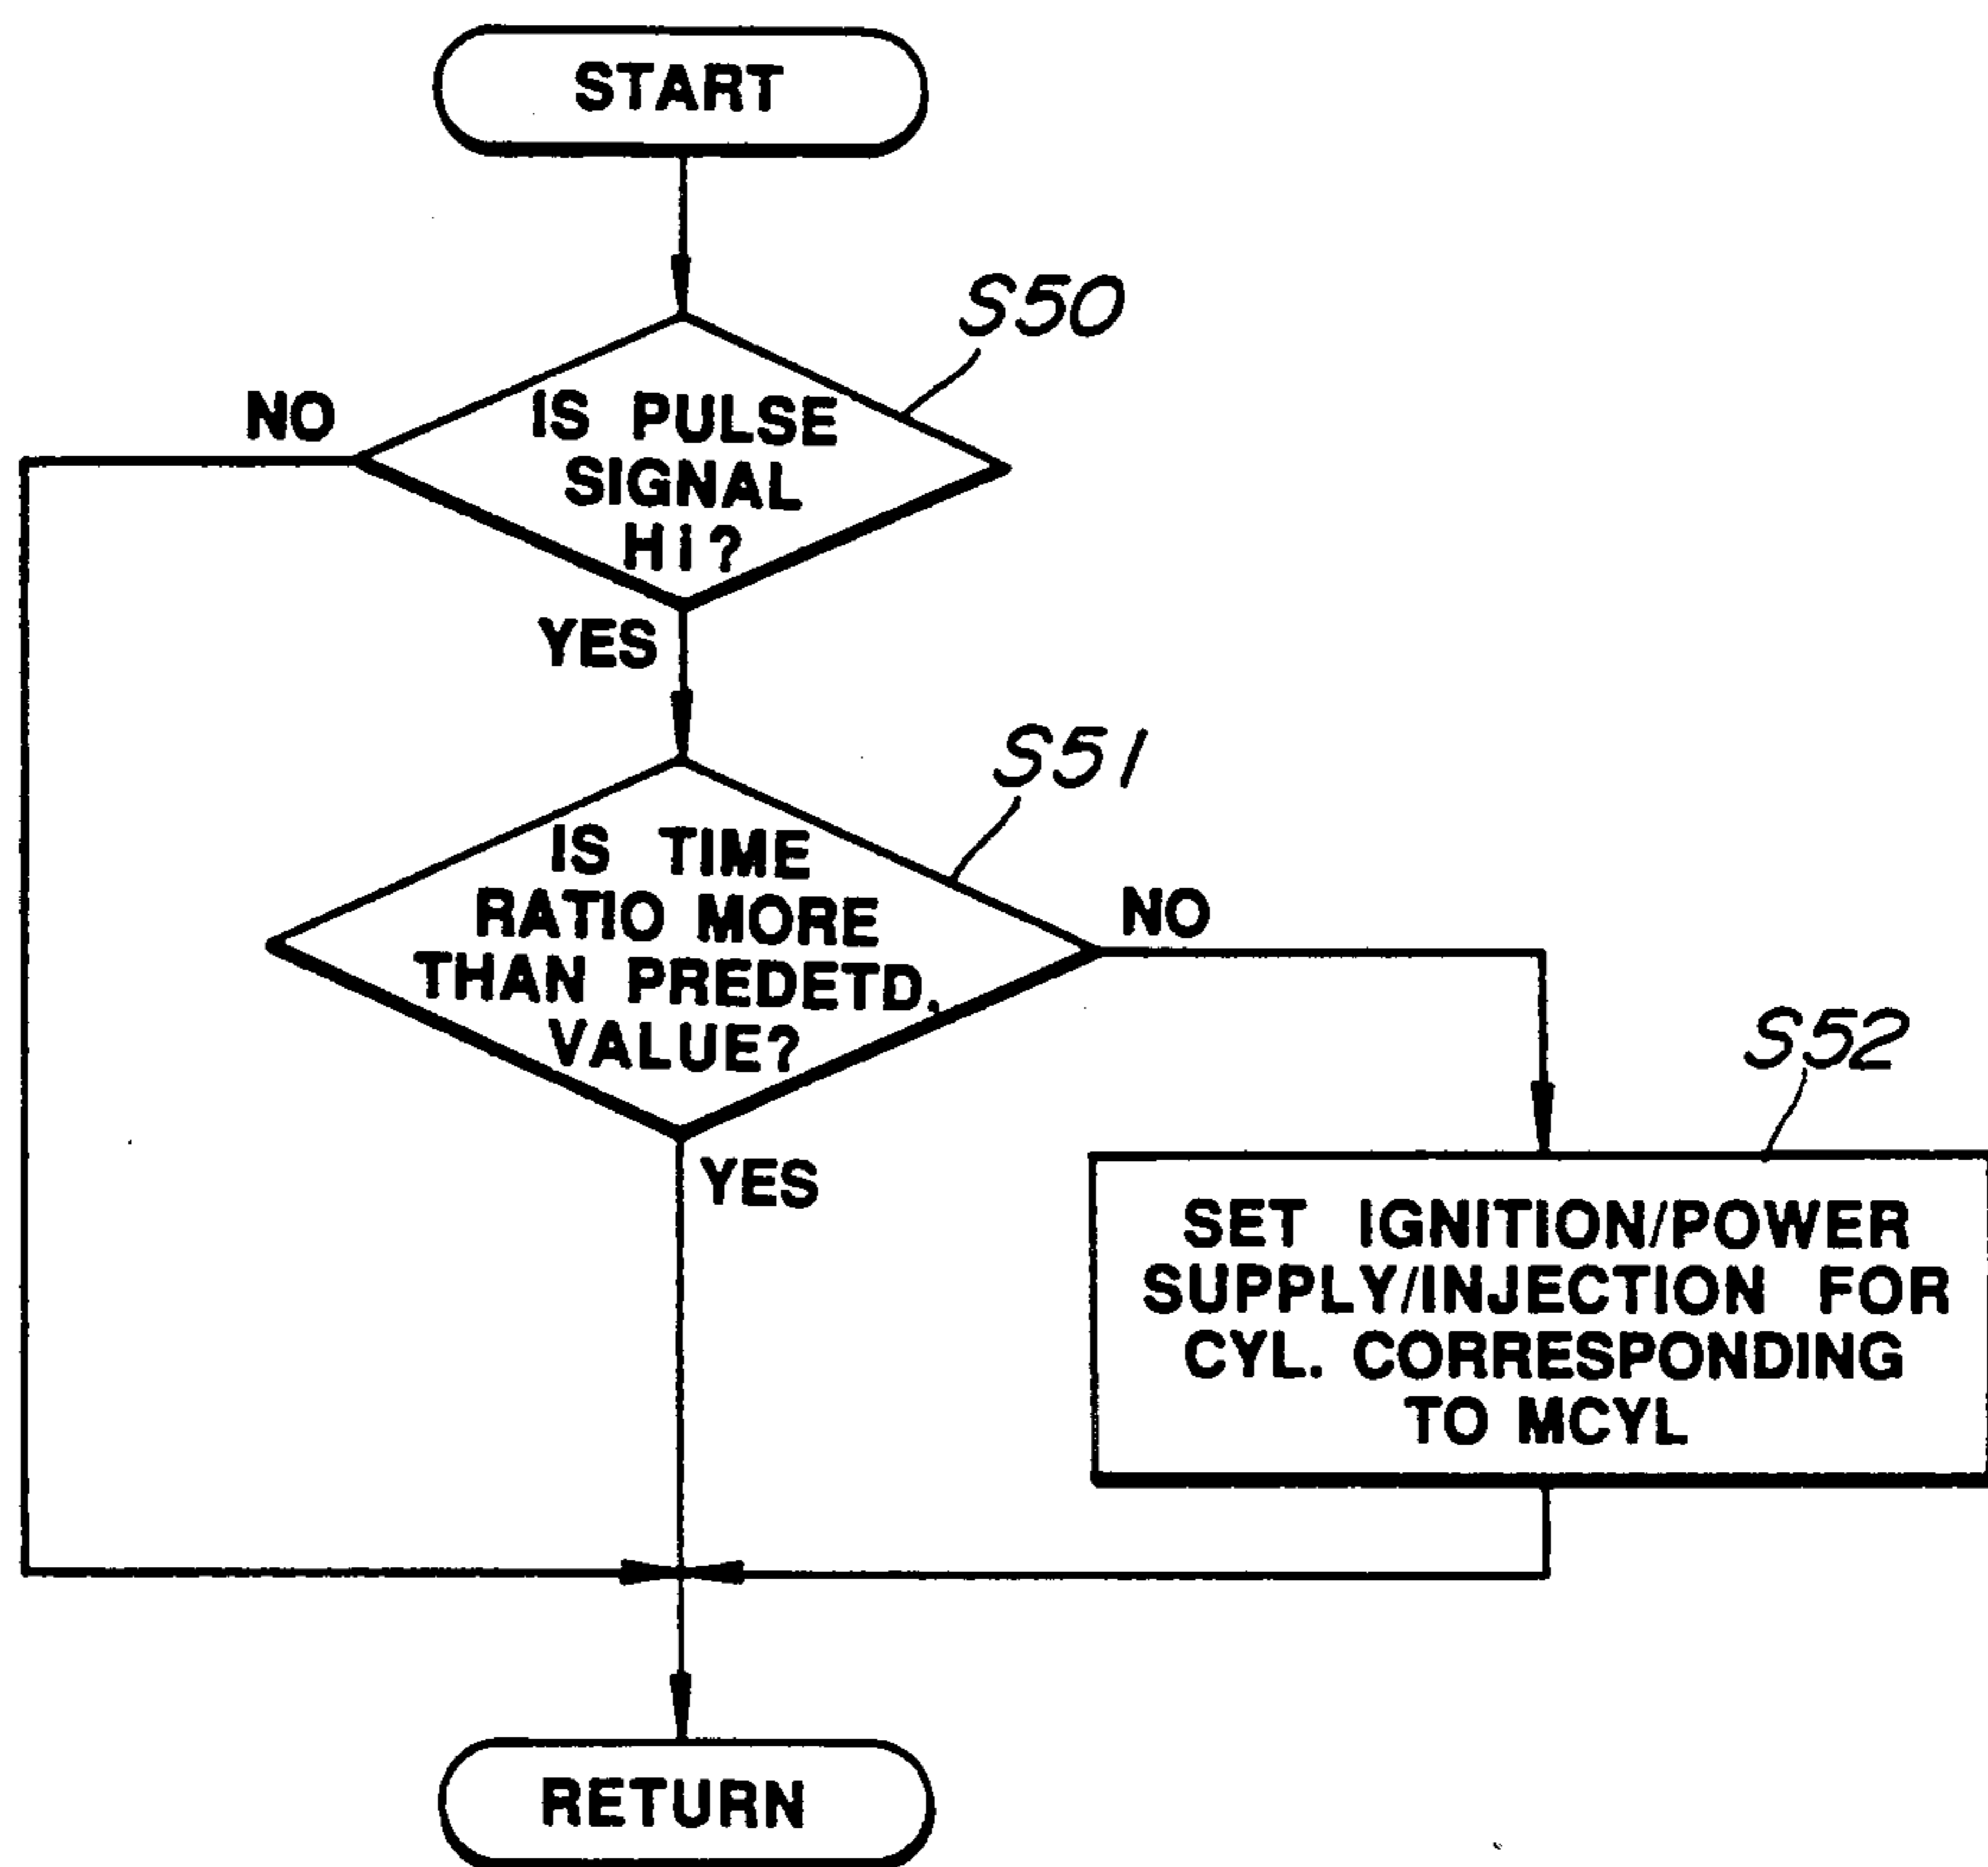 START
S50
NO
IS PULSE
SIGNAL
Hi?
YES
S51
IS TIME
RATIO MORE
THAN PREDETD.
VALUE?
NO
YES
S52
SET IGNITION/POWER
SUPPLY/INJECTION FOR
CYL. CORRESPONDING
TO MCYL
RETURN